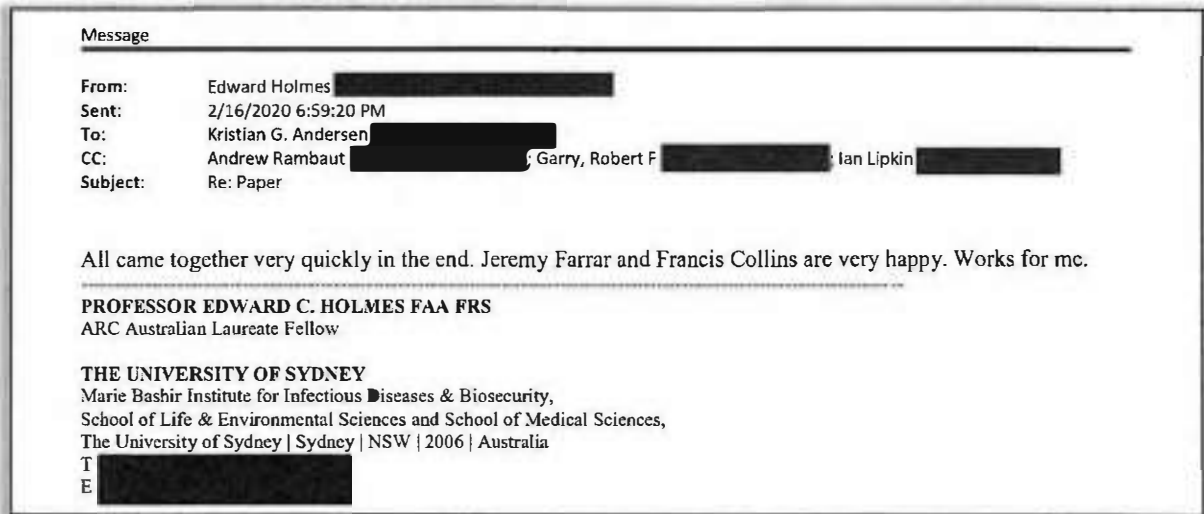 Message
From: Edward Holmes
Sent: 2/16/2020 6:59:20 PM
To: Kristian G. Andersen
CC: Andrew Rambaut ; Garry, Robert F ; Ian Lipkin
Subject: Re: Paper
All came together very quickly in the end. Jeremy Farrar and Francis Collins are very happy. Works for me.
PROFESSOR EDWARD C. HOLMES FAA FRS
ARC Australian Laureate Fellow
THE UNIVERSITY OF SYDNEY
Marie Bashir Institute for Infectious Diseases & Biosecurity,
School of Life & Environmental Sciences and School of Medical Sciences,
The University of Sydney | Sydney | NSW | 2006 | Australia
T
E